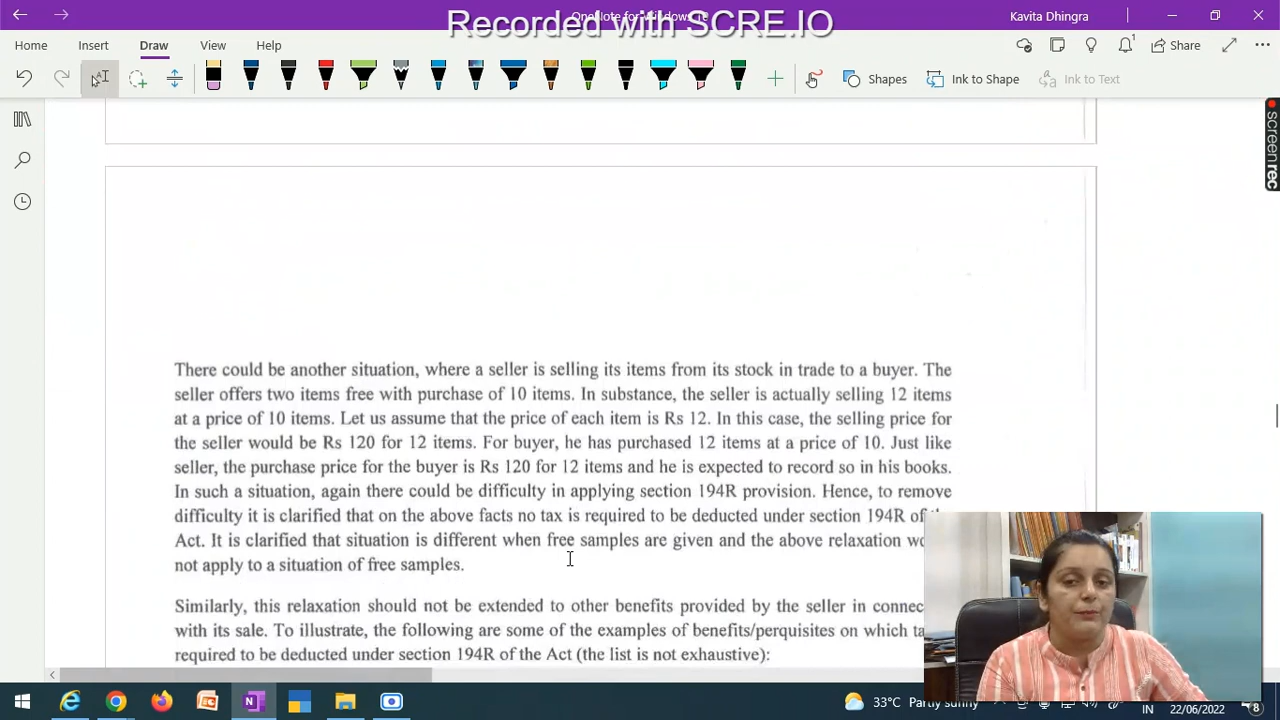 OneNote for Windows 10
Recorded with SCRE.IO
Kavita Dhingra
Home
Insert
Draw
View
Help
Share
Shapes
Ink to Shape
Ink to Text
screenrec
There could be another situation, where a seller is selling its items from its stock in trade to a buyer. The
seller offers two items free with purchase of 10 items. In substance, the seller is actually selling 12 items
at a price of 10 items. Let us assume that the price of each item is Rs 12. In this case, the selling price for
the seller would be Rs 120 for 12 items. For buyer, he has purchased 12 items at a price of 10. Just like
seller, the purchase price for the buyer is Rs 120 for 12 items and he is expected to record so in his books.
In such a situation, again there could be difficulty in applying section 194R provision. Hence, to remove
difficulty it is clarified that on the above facts no tax is required to be deducted under section 194R of
Act. It is clarified that situation is different when free samples are given and the above relaxation
not apply to a situation of free samples.
Similarly, this relaxation should not be extended to other benefits provided by the seller in
with its sale. To illustrate, the following are some of the examples of benefits/perquisites on which
required to be deducted under section 194R of the Act (the list is not exhaustive):
33°C Partly sunny
IN
22/06/2022
8